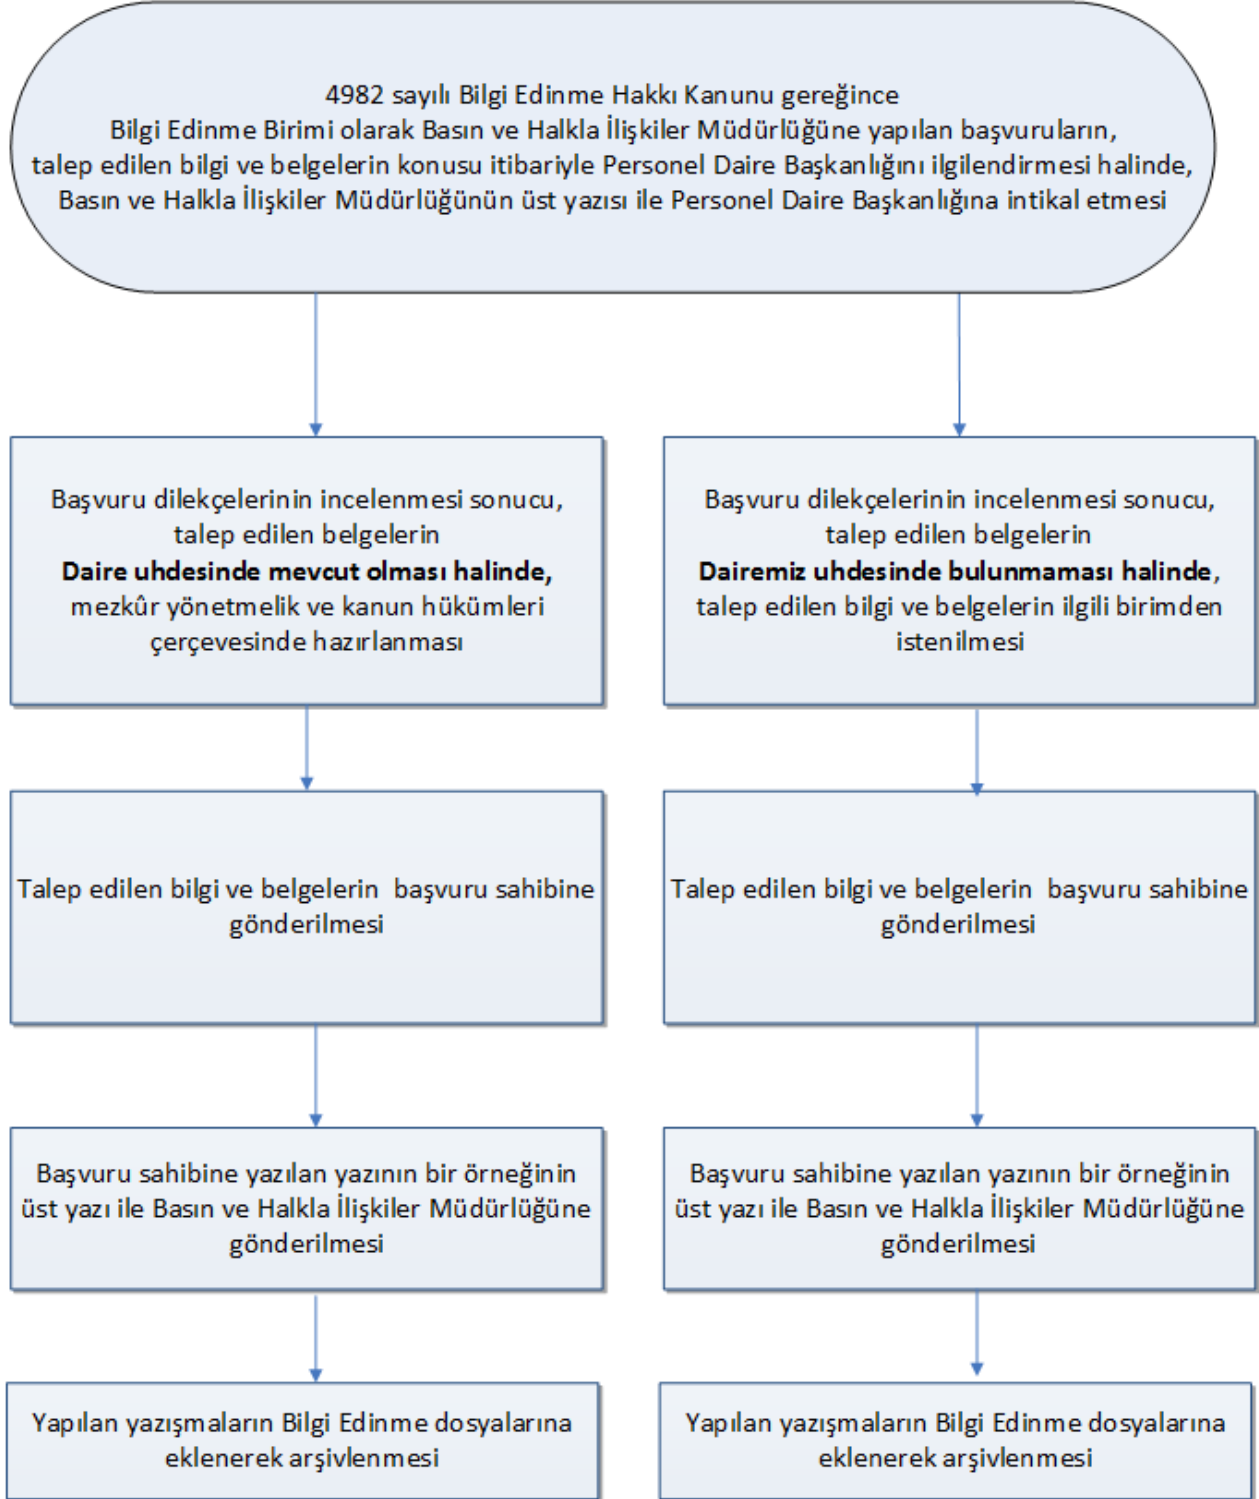 4982 sayılı Bilgi Edinme Hakkı Kanunu gereğince
Bilgi Edinme Birimi olarak Basın ve Halkla İlişkiler Müdürlüğüne yapılan başvuruların,
talep edilen bilgi ve belgelerin konusu itibariyle Personel Daire Başkanlığını ilgilendirmesi halinde,
Basın ve Halkla İlişkiler Müdürlüğünün üst yazısı ile Personel Daire Başkanlığına intikal etmesi
Başvuru dilekçelerinin incelenmesi sonucu,
talep edilen belgelerin
Daire uhdesinde mevcut olması halinde,
mezkûr yönetmelik ve kanun hükümleri
çerçevesinde hazırlanması
Başvuru dilekçelerinin incelenmesi sonucu,
talep edilen belgelerin
Dairemiz uhdesinde bulunmaması halinde,
talep edilen bilgi ve belgelerin ilgili birimden
istenilmesi
Talep edilen bilgi ve belgelerin  başvuru sahibine
gönderilmesi
Talep edilen bilgi ve belgelerin  başvuru sahibine
gönderilmesi
Başvuru sahibine yazılan yazının bir örneğinin
üst yazı ile Basın ve Halkla İlişkiler Müdürlüğüne
gönderilmesi
Başvuru sahibine yazılan yazının bir örneğinin
üst yazı ile Basın ve Halkla İlişkiler Müdürlüğüne
gönderilmesi
Yapılan yazışmaların Bilgi Edinme dosyalarına
eklenerek arşivlenmesi
Yapılan yazışmaların Bilgi Edinme dosyalarına
eklenerek arşivlenmesi